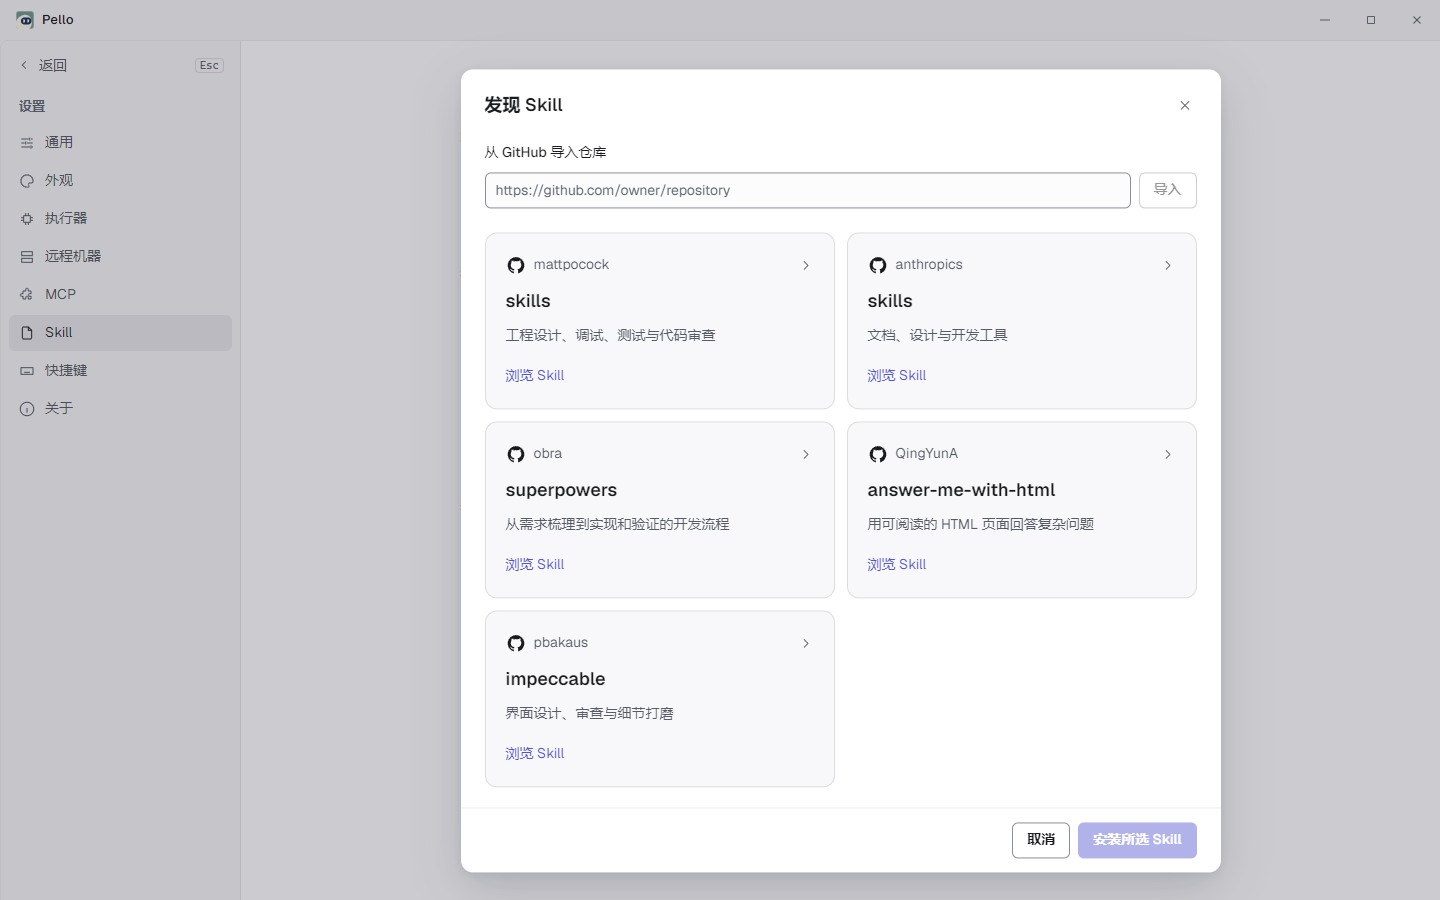 Pello
返回
Esc
设置
通用
外观
执行器
远程机器
MCP
Skill
快捷键
关于
发现 Skill
从 GitHub 导入仓库
https://github.com/owner/repository
导入
mattpocock
skills
工程设计、调试、测试与代码审查
浏览 Skill
anthropics
skills
文档、设计与开发工具
浏览 Skill
obra
superpowers
从需求梳理到实现和验证的开发流程
浏览 Skill
QingYunA
answer-me-with-html
用可阅读的 HTML 页面回答复杂问题
浏览 Skill
pbakaus
impeccable
界面设计、审查与细节打磨
浏览 Skill
取消
安装所选 Skill